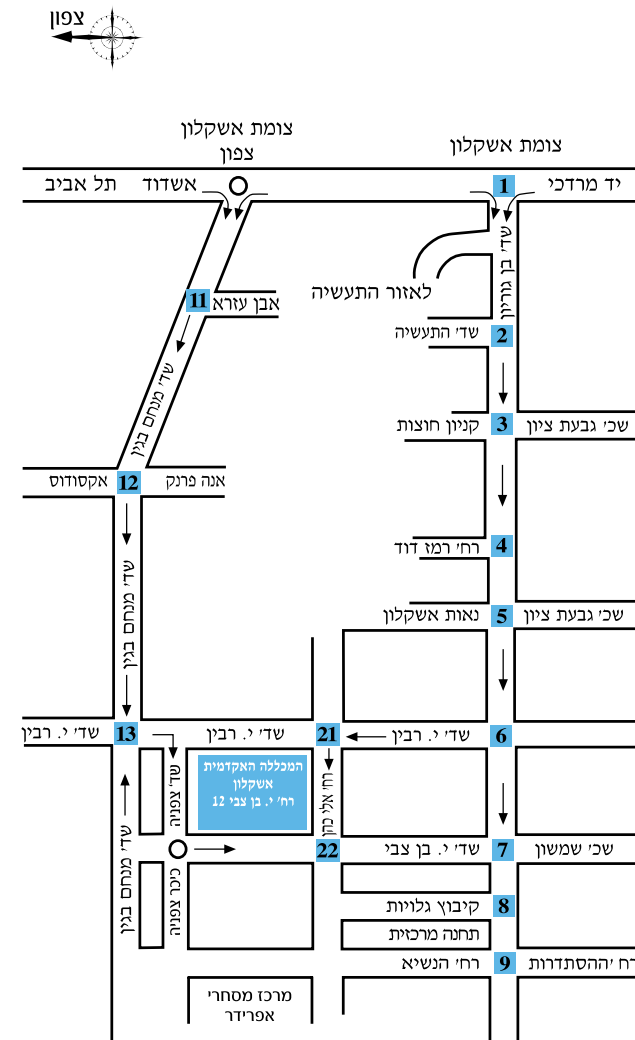 צפון
צומת אשקלון
צפון
צומת אשקלון
תל אביב
אשדוד
1
יד מרדכי
שד' בן גוריון
לאזור התעשיה
11
אבן עזרא
שד' מנחם בגין
2
שד' התעשיה
3
קניון חוצות
שכ' גבעת ציון
12
אקסודוס
אנה פרנק
4
רח' רמז דוד
שד' מנחם בגין
5
נאות אשקלון
שכ' גבעת ציון
שד' י. רבין
13
שד' י. רבין
21
שד' י. רבין
6
שד' צפניה
המכללה האקדמית
אשקלון
רח' י. בן צבי 12
רח' אלי כהן
שד' מנחם בגין
כיכר צפניה
22
שד' י. בן צבי
7
שכ' שמשון
8
קיבוץ גלויות
תחנה מרכזית
9
רח' הנשיא
רח 'ההסתדרות
מרכז מסחרי
אפרידר